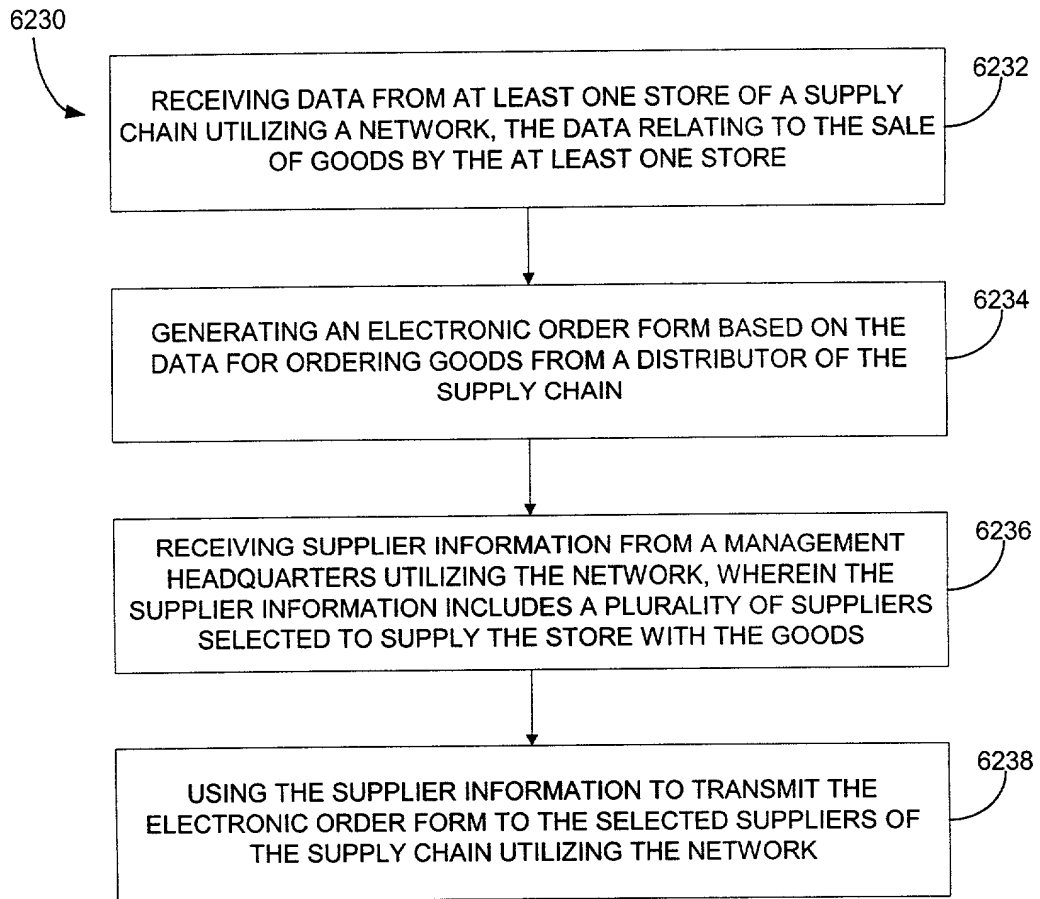 6230
6232
RECEIVING DATA FROM AT LEAST ONE STORE OF A SUPPLY
CHAIN UTILIZING A NETWORK, THE DATA RELATING TO THE SALE
OF GOODS BY THE AT LEAST ONE STORE
6234
GENERATING AN ELECTRONIC ORDER FORM BASED ON THE
DATA FOR ORDERING GOODS FROM A DISTRIBUTOR OF THE
SUPPLY CHAIN
6236
RECEIVING SUPPLIER INFORMATION FROM A MANAGEMENT
HEADQUARTERS UTILIZING THE NETWORK, WHEREIN THE
SUPPLIER INFORMATION INCLUDES A PLURALITY OF SUPPLIERS
SELECTED TO SUPPLY THE STORE WITH THE GOODS
6238
USING THE SUPPLIER INFORMATION TO TRANSMIT THE
ELECTRONIC ORDER FORM TO THE SELECTED SUPPLIERS OF
THE SUPPLY CHAIN UTILIZING THE NETWORK